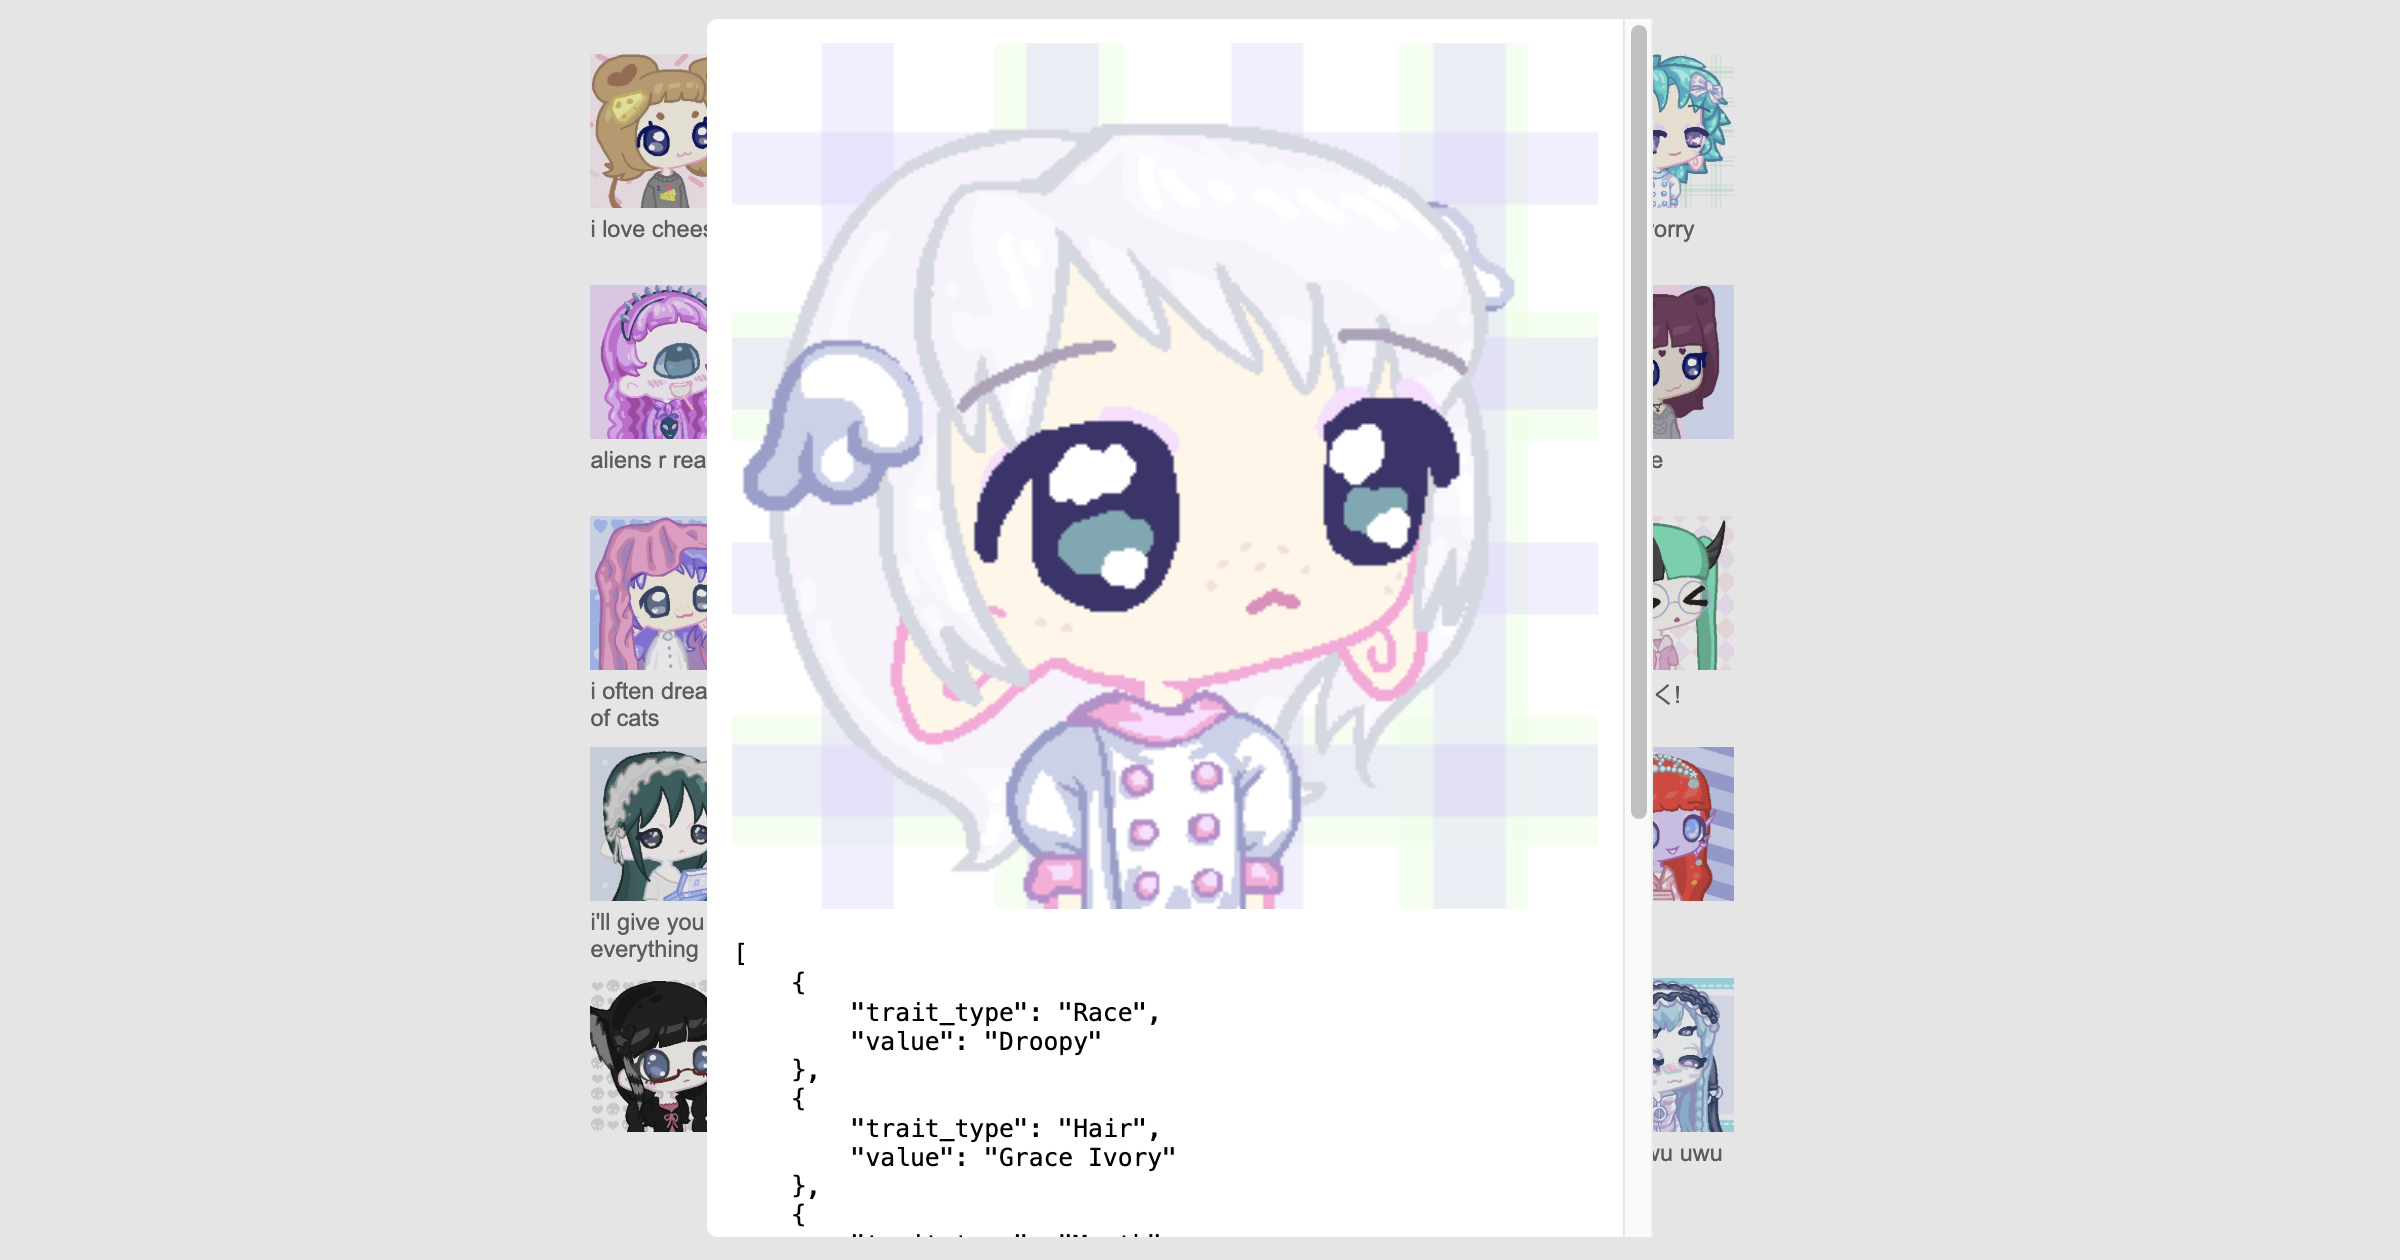 i love chees
orry
aliens r rea
e
i often drea
of cats
<!
i'll give you
everything
wu uwu
[
    {
        "trait_type": "Race",
        "value": "Droopy"
    },
    {
        "trait_type": "Hair",
        "value": "Grace Ivory"
    },
    {